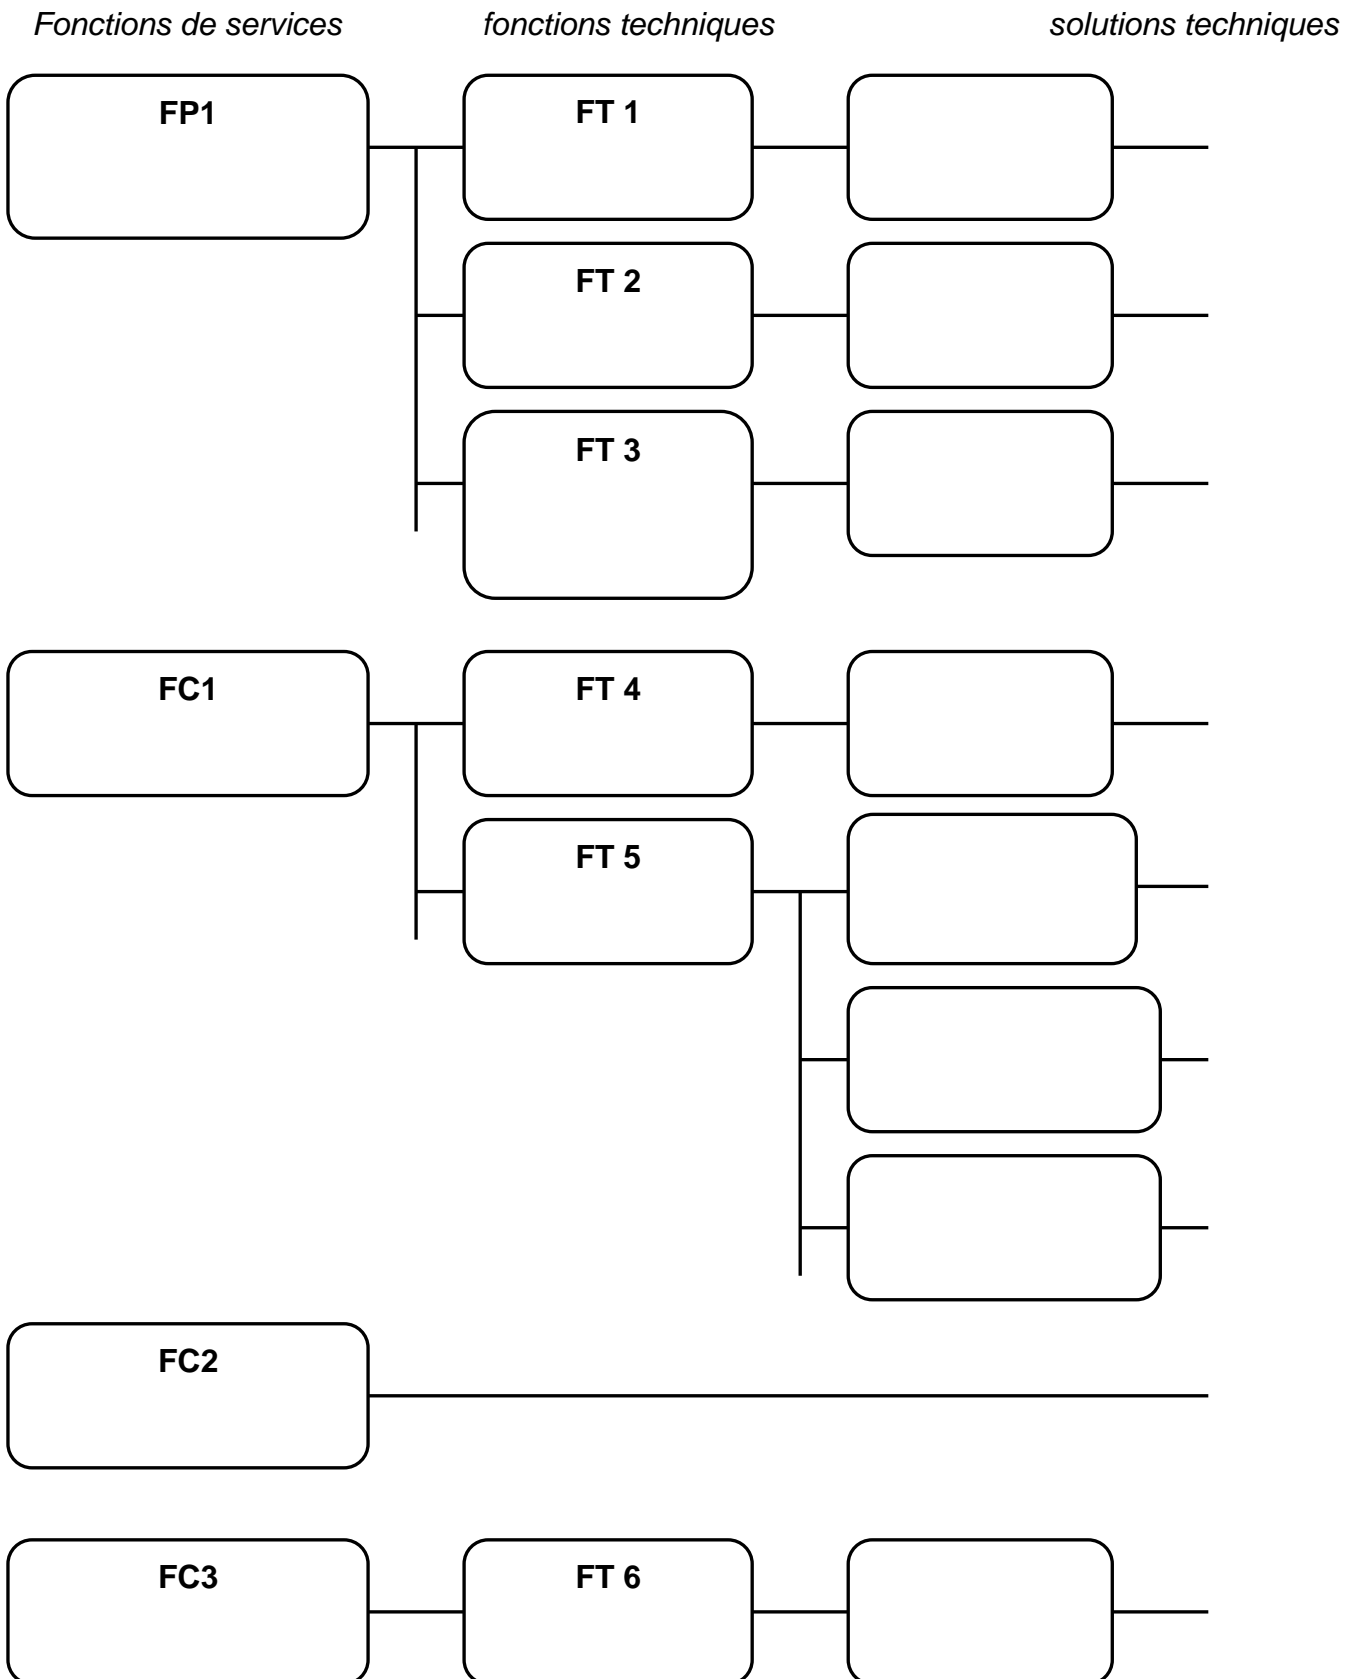 Fonctions de services fonctions techniques solutions techniques
FP1 FT 1
FT 2
FT 3
FC1 FT 4
FT 5
FC2
FC3 FT 6